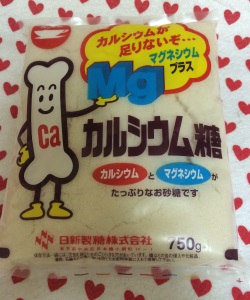 カルシウムが
足りないぞ…
マグネシウム
プラス
Mg
Ca
カルシウム糖
カルシウム と マグネシウム が
たっぷりなお砂糖です
日新製糖株式会社
750g